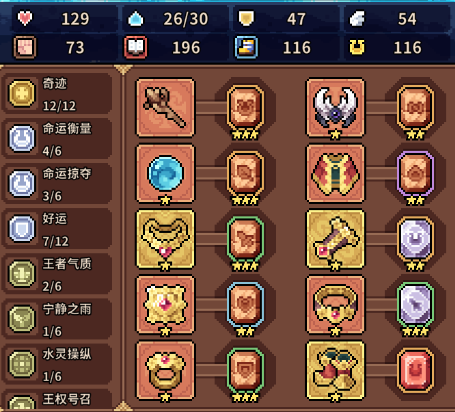 129 26/30 47 54
73 196 116 116
奇迹
12/12
命运衡量
4/6
命运掠夺
3/6
好运
7/12
王者气质
2/6
宁静之雨
1/6
水灵操纵
1/6
王权号召